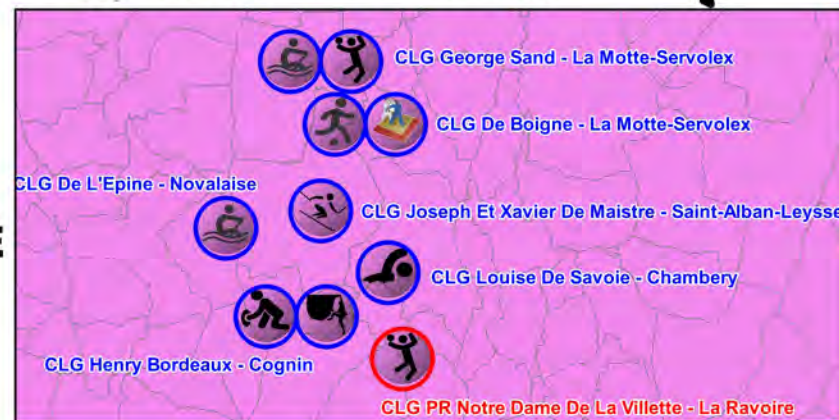 CLG George Sand - La Motte-Servolex
CLG De Boigne - La Motte-Servolex
CLG De L'Epine - Novalaise
CLG Joseph Et Xavier De Maistre - Saint-Alban-Leysse
CLG Louise De Savoie - Chambery
CLG Henry Bordeaux - Cognin
CLG PR Notre Dame De La Villette - La Ravoire